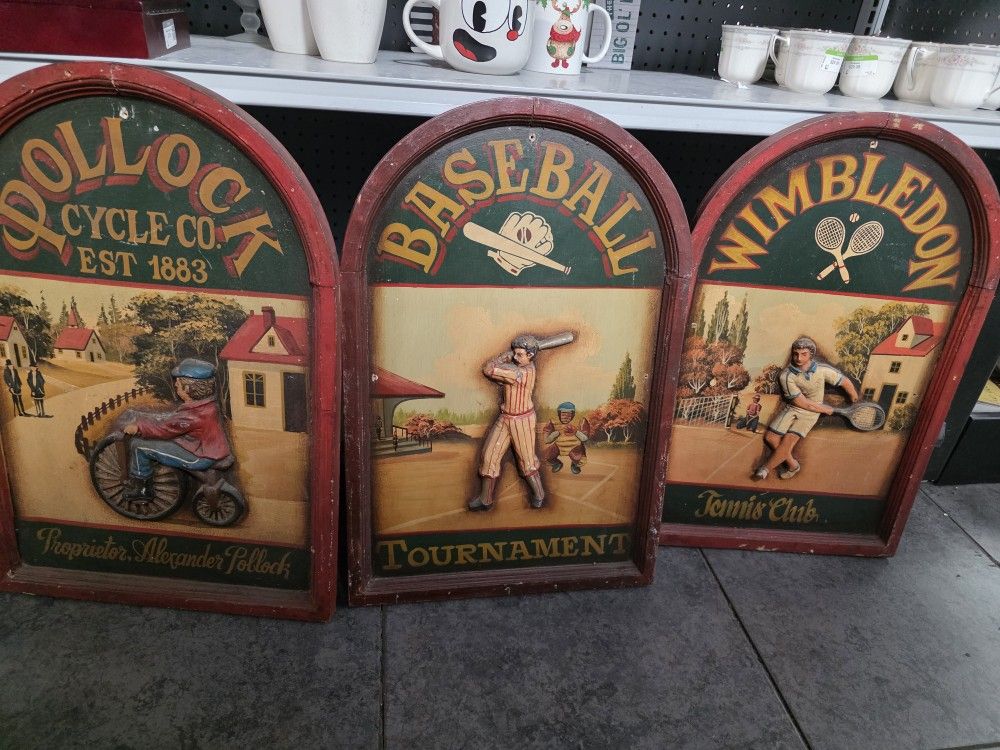 POLLOCK
CYCLE CO.
EST 1883
Proprietor, Alexander Pollock
BASEBALL
TOURNAMENT
WIMBLEDON
Tennis Club
BIG OL'